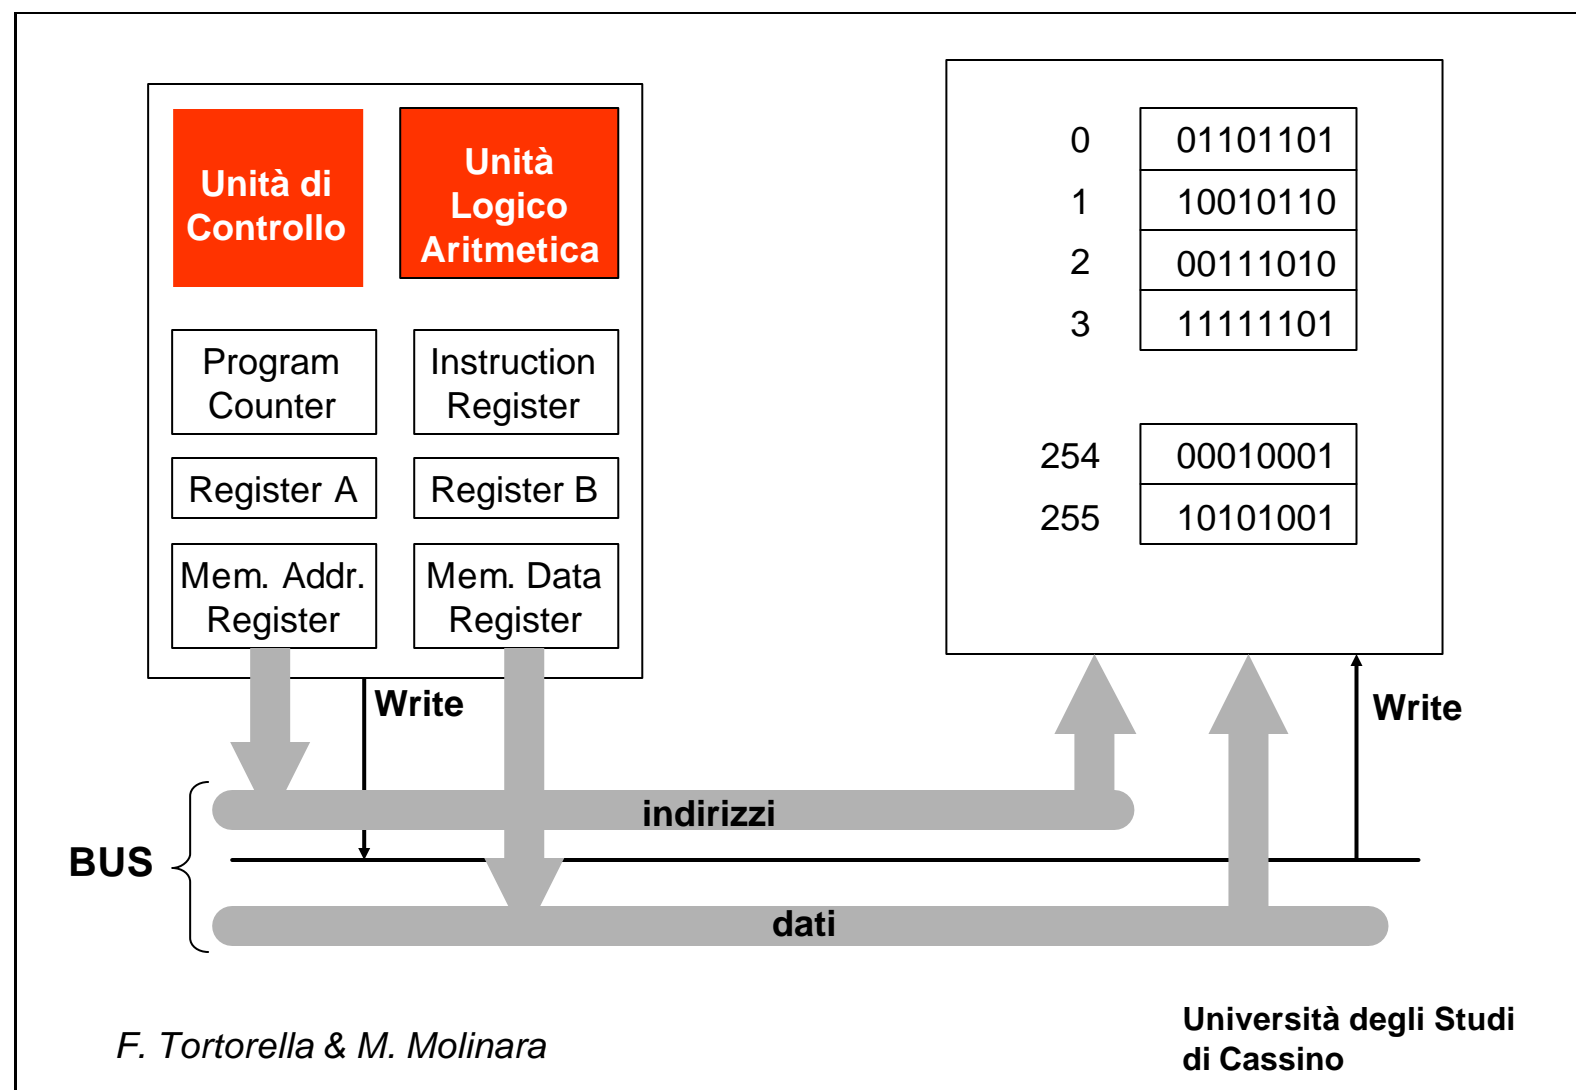 Unità di
Controllo
Unità
Logico
Aritmetica
Program
Counter
Instruction
Register
Register A
Register B
Mem. Addr.
Register
Mem. Data
Register
0 01101101
1 10010110
2 00111010
3 11111101
254 00010001
255 10101001
Write
Write
BUS
indirizzi
dati
F. Tortorella & M. Molinara
Università degli Studi
di Cassino